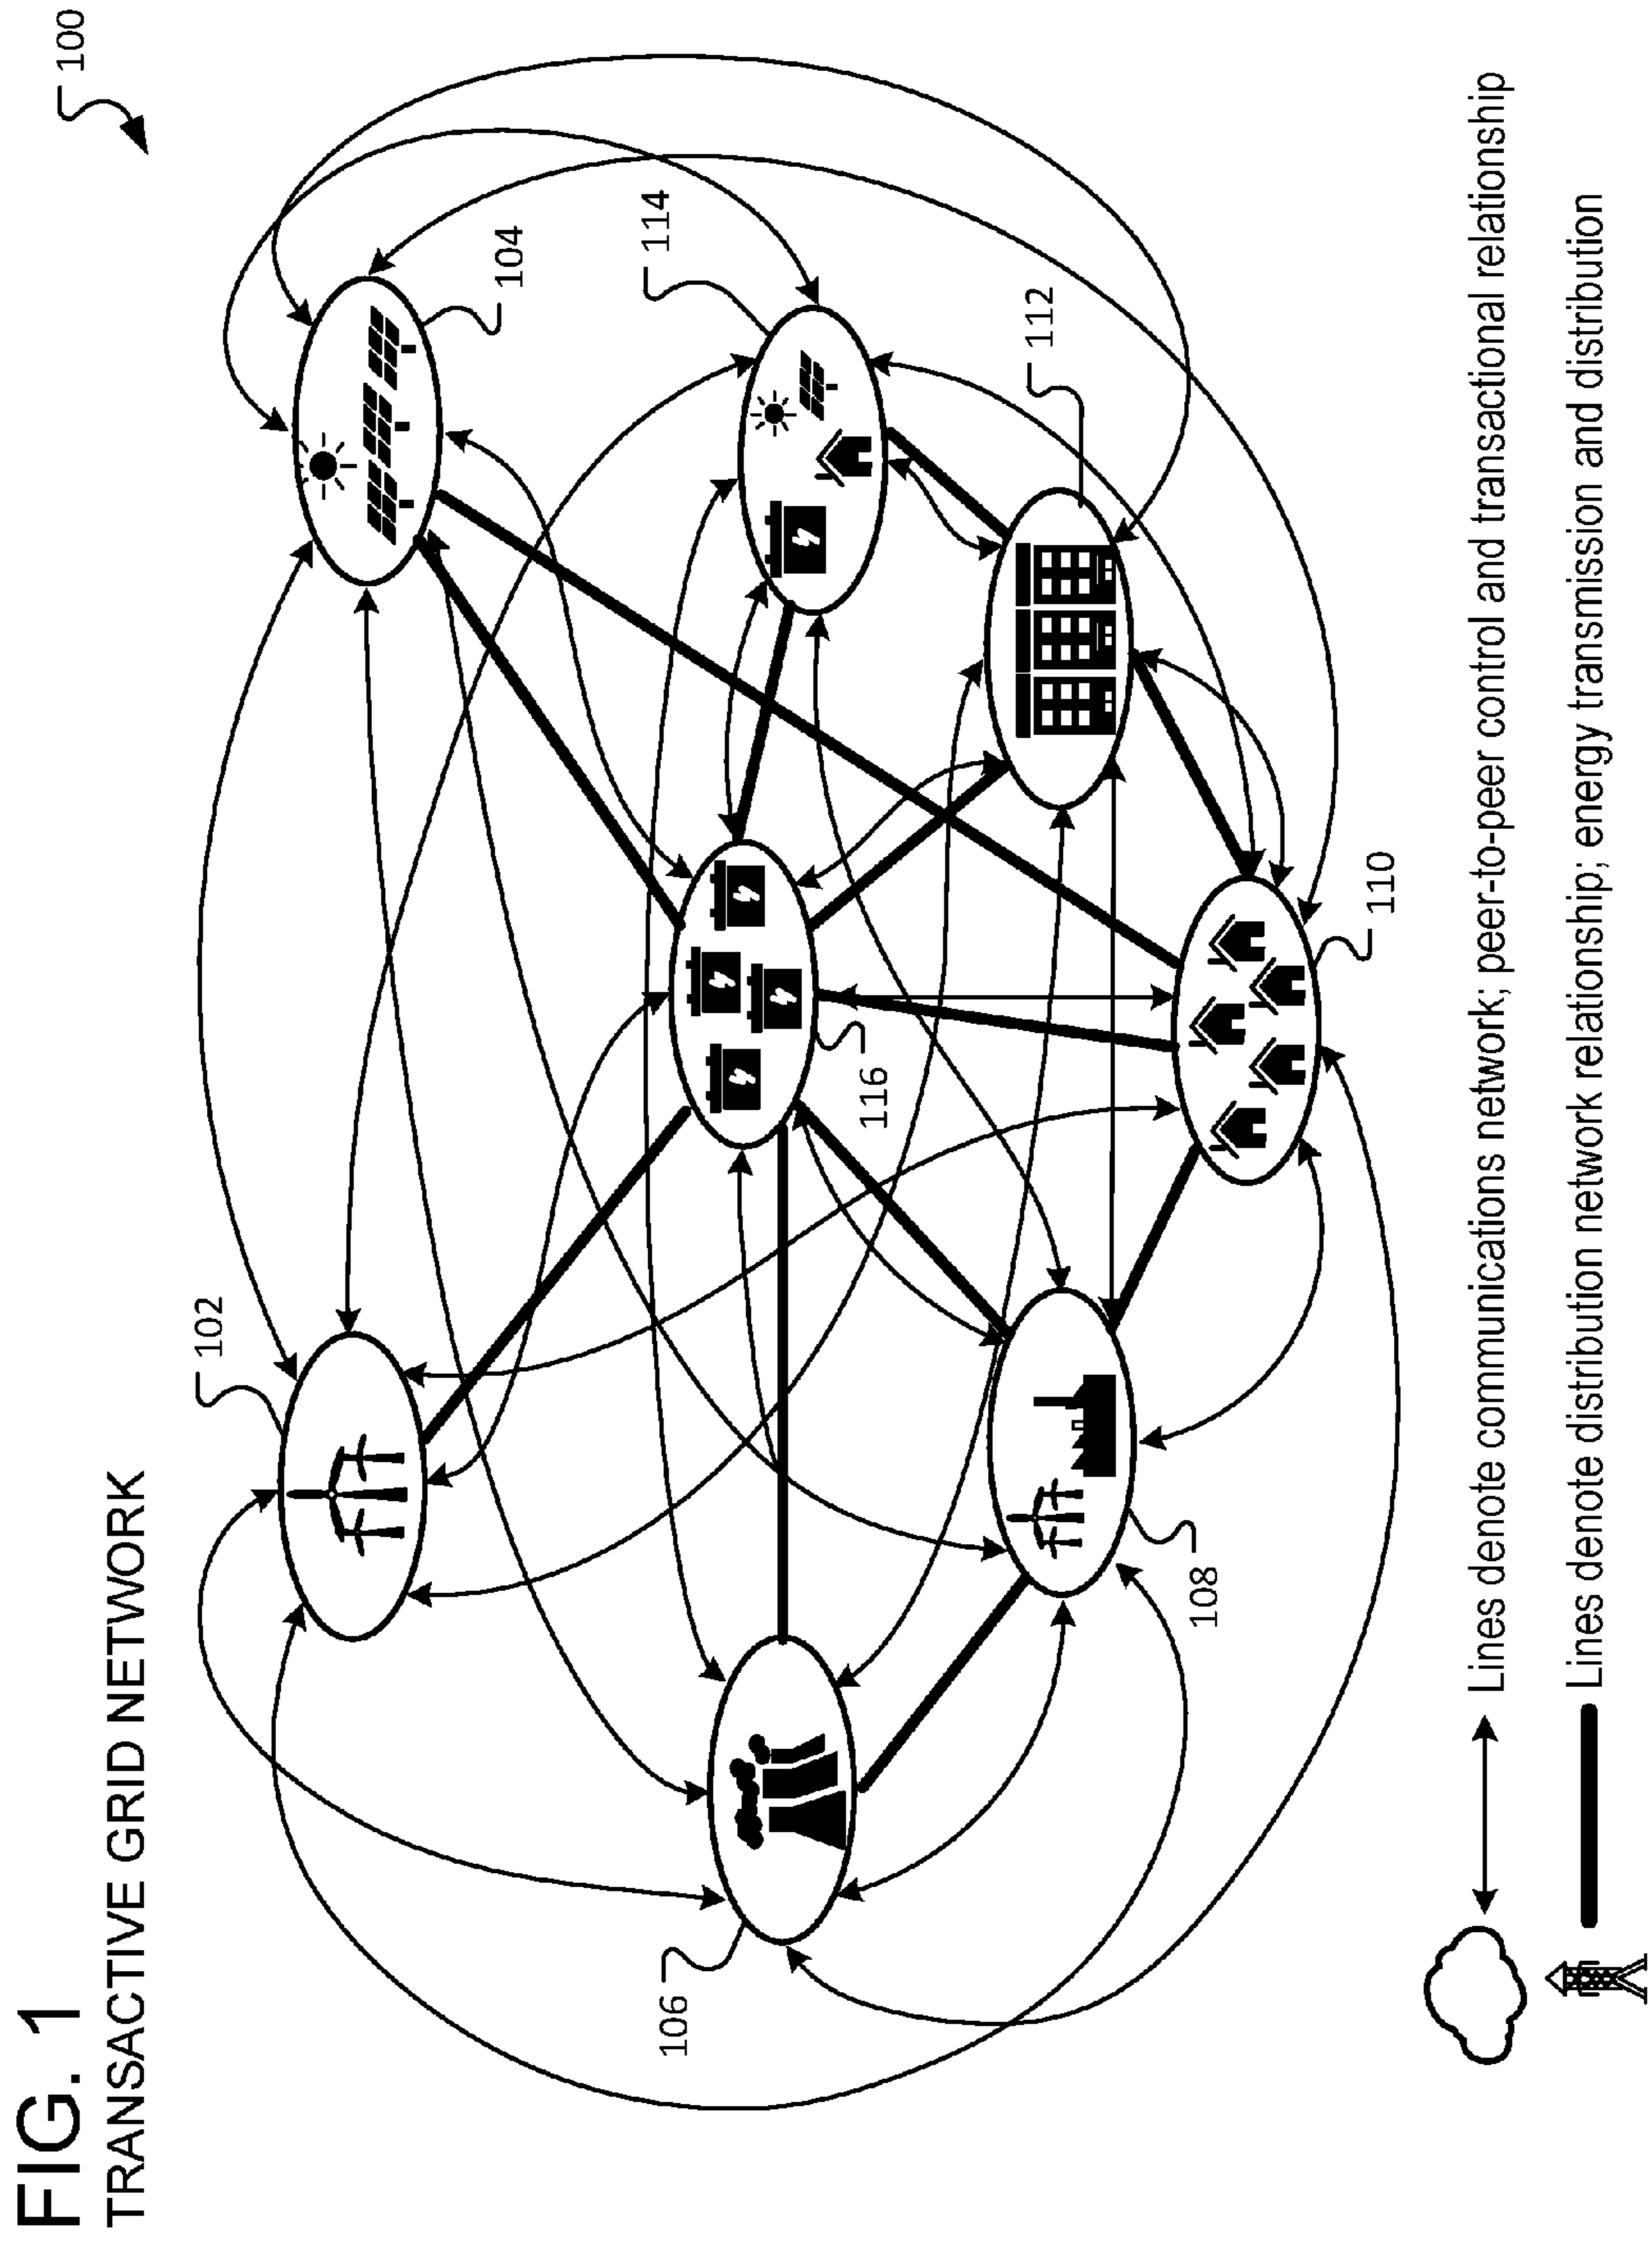 FIG. 1
TRANSACTIVE GRID NETWORK
100
102
104
106
116
114
112
108
110
Lines denote communications network; peer-to-peer control and transactional relationship
Lines denote distribution network relationship; energy transmission and distribution